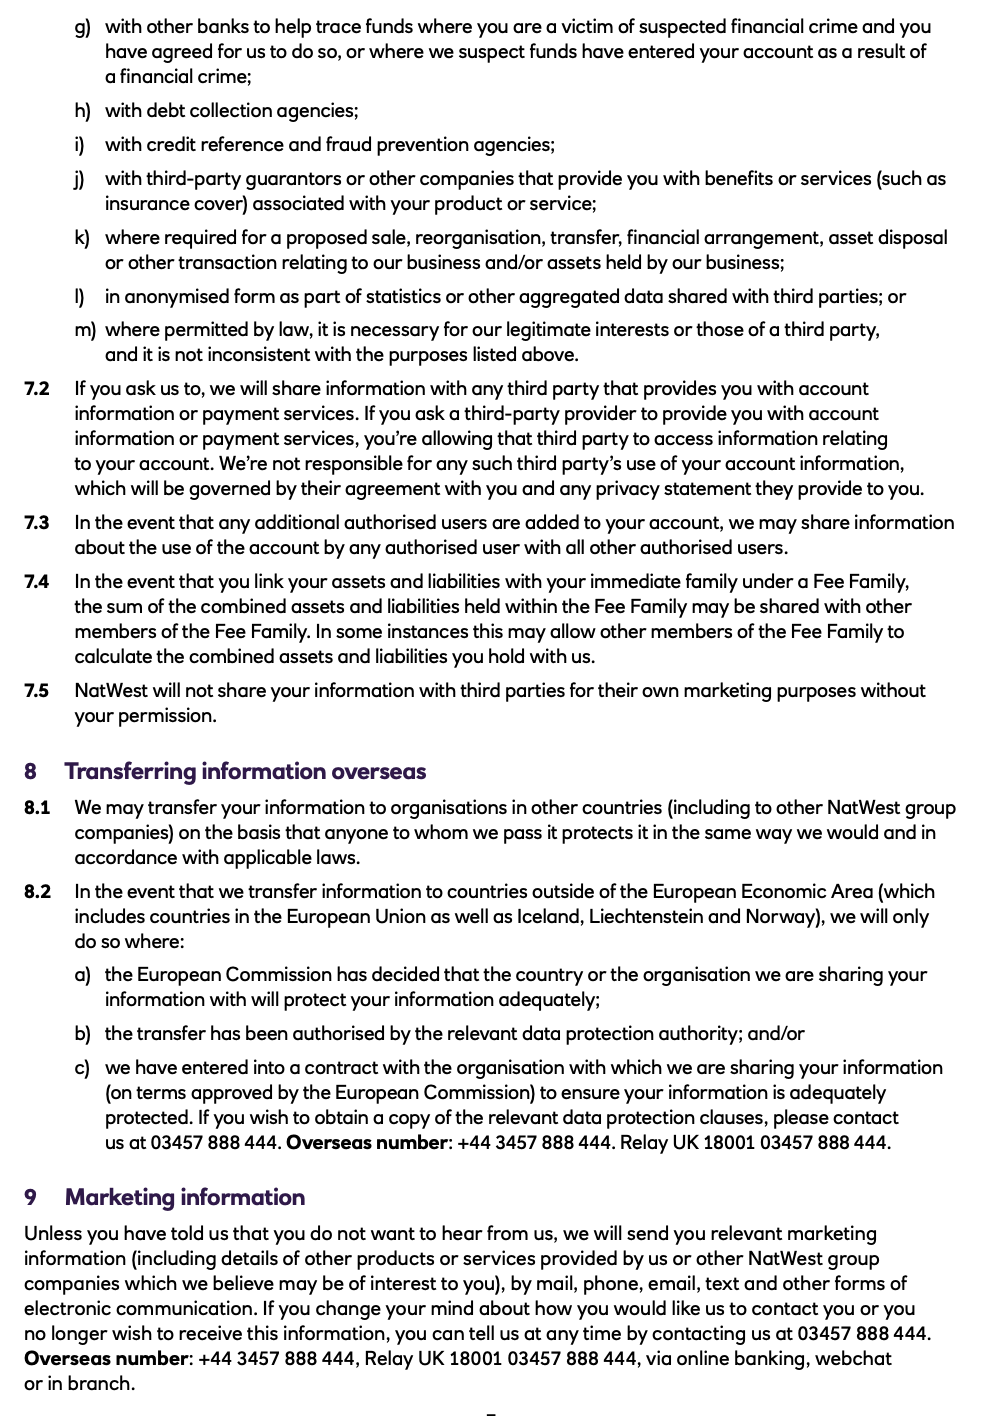 g) with other banks to help trace funds where you are a victim of suspected financial crime and you
have agreed for us to do so, or where we suspect funds have entered your account as a result of
a financial crime;
h) with debt collection agencies;
i) with credit reference and fraud prevention agencies;
j) with third-party guarantors or other companies that provide you with benefits or services (such as
insurance cover) associated with your product or service;
k) where required for a proposed sale, reorganisation, transfer, financial arrangement, asset disposal
or other transaction relating to our business and/or assets held by our business;
l) in anonymised form as part of statistics or other aggregated data shared with third parties; or
m) where permitted by law, it is necessary for our legitimate interests or those of a third party,
and it is not inconsistent with the purposes listed above.
7.2 If you ask us to, we will share information with any third party that provides you with account
information or payment services. If you ask a third-party provider to provide you with account
information or payment services, you’re allowing that third party to access information relating
to your account. We’re not responsible for any such third party’s use of your account information,
which will be governed by their agreement with you and any privacy statement they provide to you.
7.3 In the event that any additional authorised users are added to your account, we may share information
about the use of the account by any authorised user with all other authorised users.
7.4 In the event that you link your assets and liabilities with your immediate family under a Fee Family,
the sum of the combined assets and liabilities held within the Fee Family may be shared with other
members of the Fee Family. In some instances this may allow other members of the Fee Family to
calculate the combined assets and liabilities you hold with us.
7.5 NatWest will not share your information with third parties for their own marketing purposes without
your permission.
8 Transferring information overseas
8.1 We may transfer your information to organisations in other countries (including to other NatWest group
companies) on the basis that anyone to whom we pass it protects it in the same way we would and in
accordance with applicable laws.
8.2 In the event that we transfer information to countries outside of the European Economic Area (which
includes countries in the European Union as well as Iceland, Liechtenstein and Norway), we will only
do so where:
a) the European Commission has decided that the country or the organisation we are sharing your
information with will protect your information adequately;
b) the transfer has been authorised by the relevant data protection authority; and/or
c) we have entered into a contract with the organisation with which we are sharing your information
(on terms approved by the European Commission) to ensure your information is adequately
protected. If you wish to obtain a copy of the relevant data protection clauses, please contact
us at 03457 888 444. Overseas number: +44 3457 888 444. Relay UK 18001 03457 888 444.
9 Marketing information
Unless you have told us that you do not want to hear from us, we will send you relevant marketing
information (including details of other products or services provided by us or other NatWest group
companies which we believe may be of interest to you), by mail, phone, email, text and other forms of
electronic communication. If you change your mind about how you would like us to contact you or you
no longer wish to receive this information, you can tell us at any time by contacting us at 03457 888 444.
Overseas number: +44 3457 888 444, Relay UK 18001 03457 888 444, via online banking, webchat
or in branch.